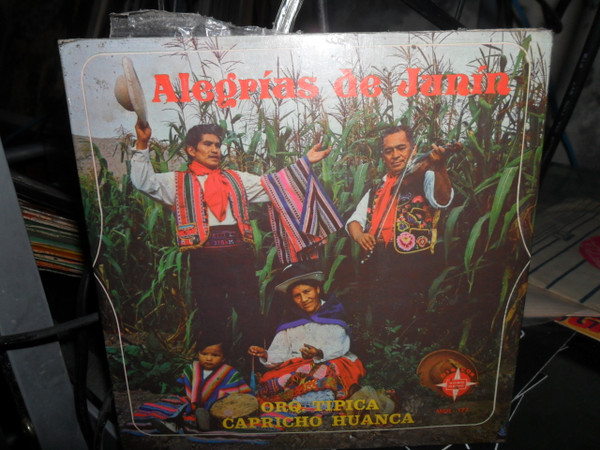 Alegrías de Junín
ORQ. TIPICA
CAPRICHO HUANCA